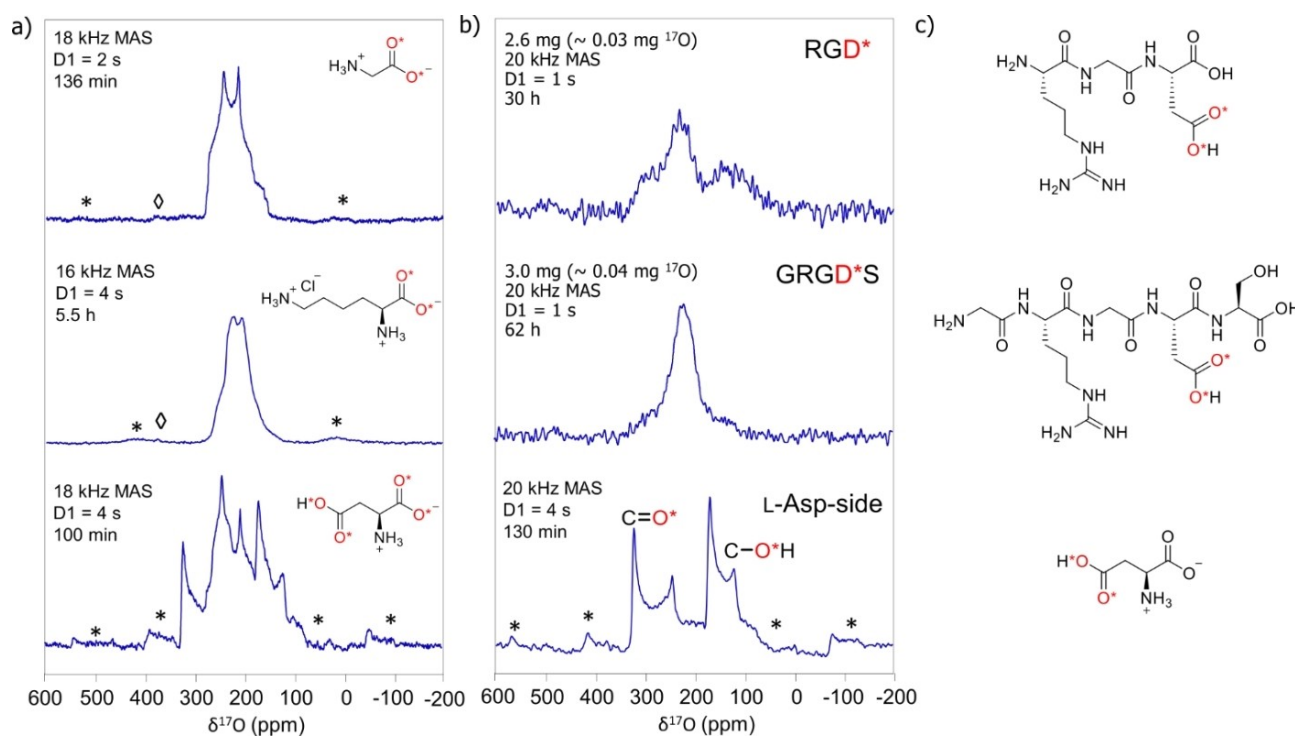 a)
18 kHz MAS
D1 = 2 s
136 min
H₃N⁺
O*
O*⁻
*
◊
*
16 kHz MAS
D1 = 4 s
5.5 h
H₃N⁺ Cl⁻
O*
O*⁻
NH₃⁺
*
◊
*
18 kHz MAS
D1 = 4 s
100 min
H*O
O*
O*
O*⁻
NH₃⁺
*
*
*
*
600 500 400 300 200 100 0 -100 -200
δ¹⁷O (ppm)
b)
2.6 mg (~ 0.03 mg ¹⁷O)
20 kHz MAS
D1 = 1 s
30 h
RGD*
3.0 mg (~ 0.04 mg ¹⁷O)
20 kHz MAS
D1 = 1 s
62 h
GRGD*S
20 kHz MAS
D1 = 4 s
130 min
L-Asp-side
C=O*
C–O*H
*
*
*
*
600 500 400 300 200 100 0 -100 -200
δ¹⁷O (ppm)
c)
H₂N
O
H
N
N
H
O
O
OH
O*
O*H
NH
H₂N
NH
OH
H₂N
O
H
N
O
N
H
O
H
N
O
N
H
O
OH
O*
O*H
NH
H₂N
NH
H*O
O*
O
O⁻
NH₃⁺